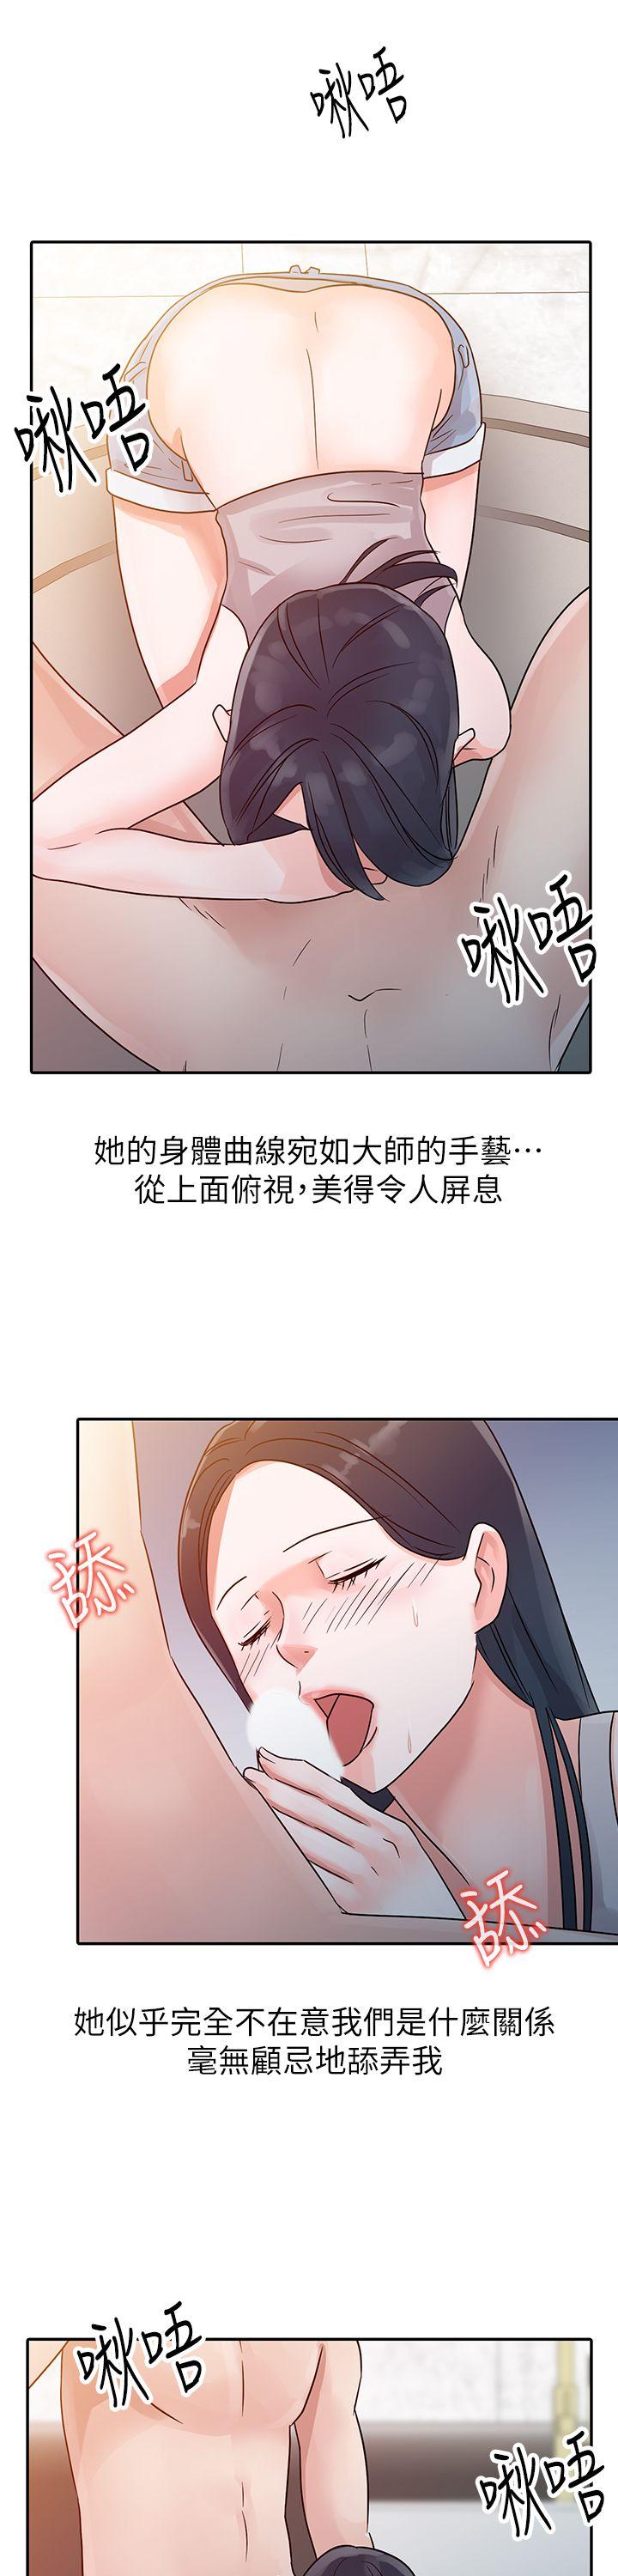 啾唔
啾唔
啾唔
她的身體曲線宛如大師的手藝⋯
從上面俯視，美得令人屏息
舔
舔
她似乎完全不在意我們是什麼關係
毫無顧忌地舔弄我
啾唔
啾唔